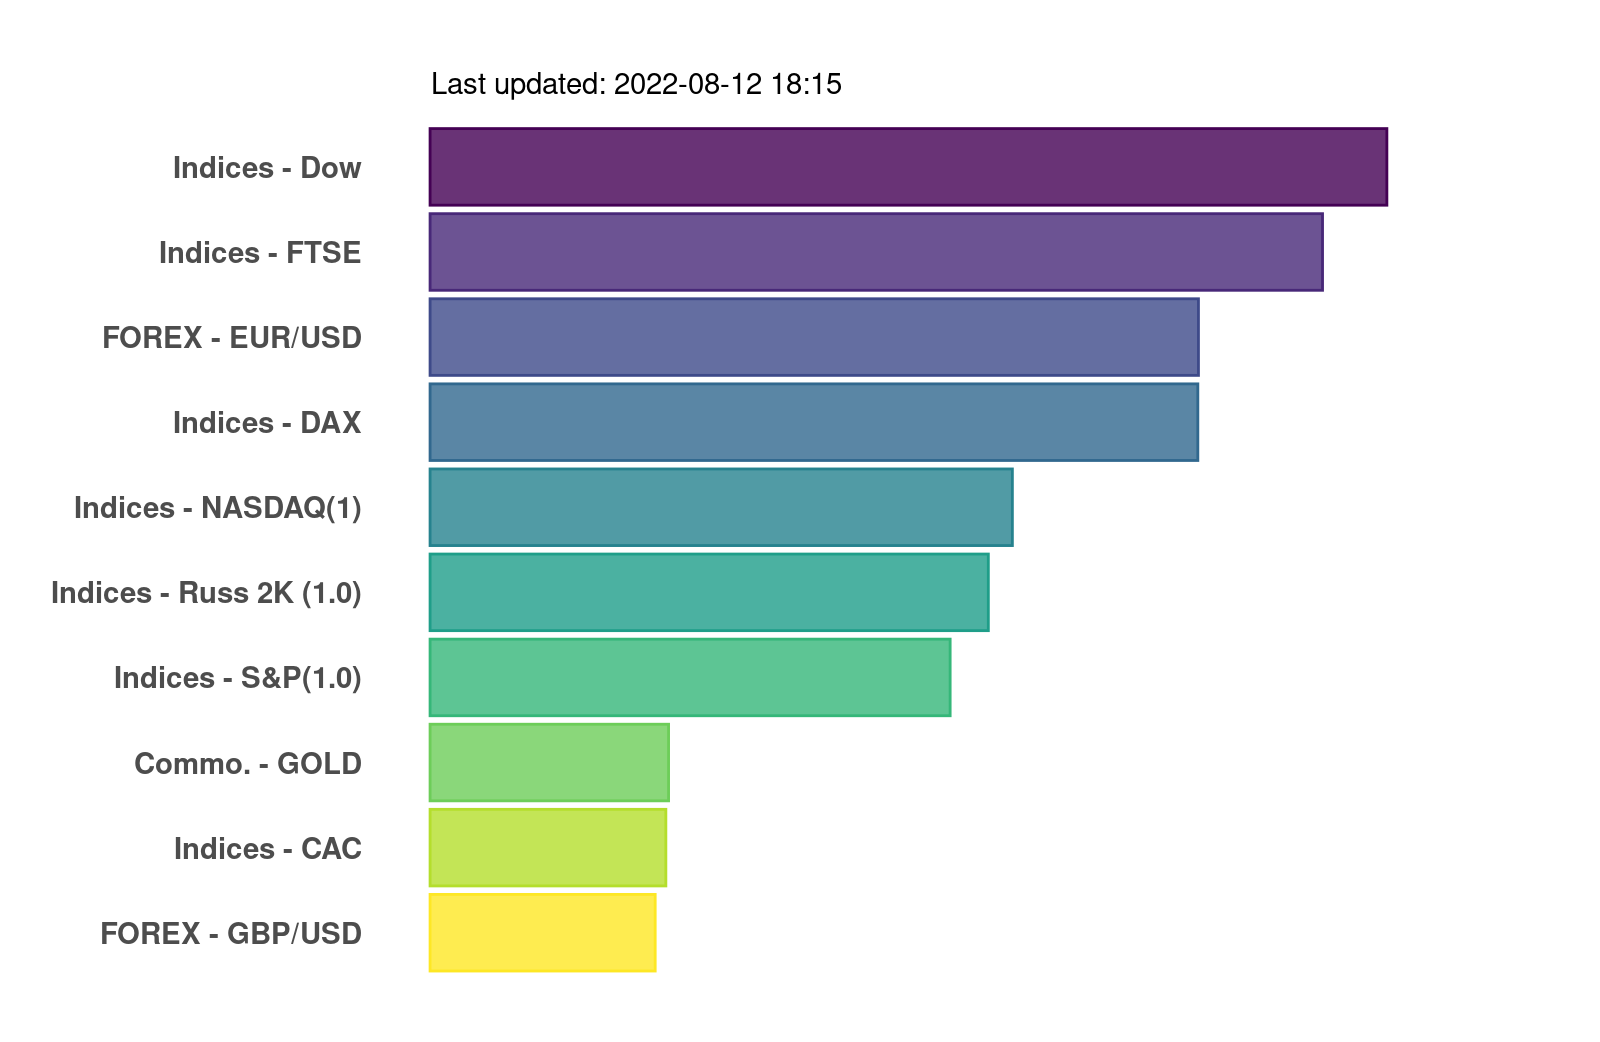 Last updated: 2022-08-12 18:15
Indices - Dow
Indices - FTSE
FOREX - EUR/USD
Indices - DAX
Indices - NASDAQ(1)
Indices - Russ 2K (1.0)
Indices - S&P(1.0)
Commo. - GOLD
Indices - CAC
FOREX - GBP/USD